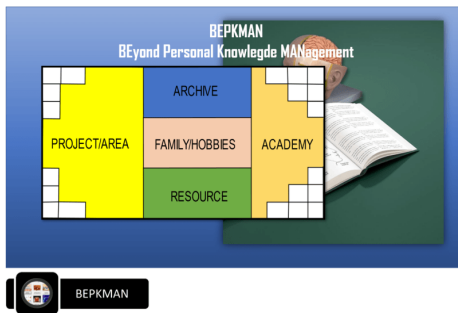 BEPKMAN
BEyond Personal Knowlegde MANagement
ARCHIVE
PROJECT/AREA
FAMILY/HOBBIES
ACADEMY
RESOURCE
BEPKMAN